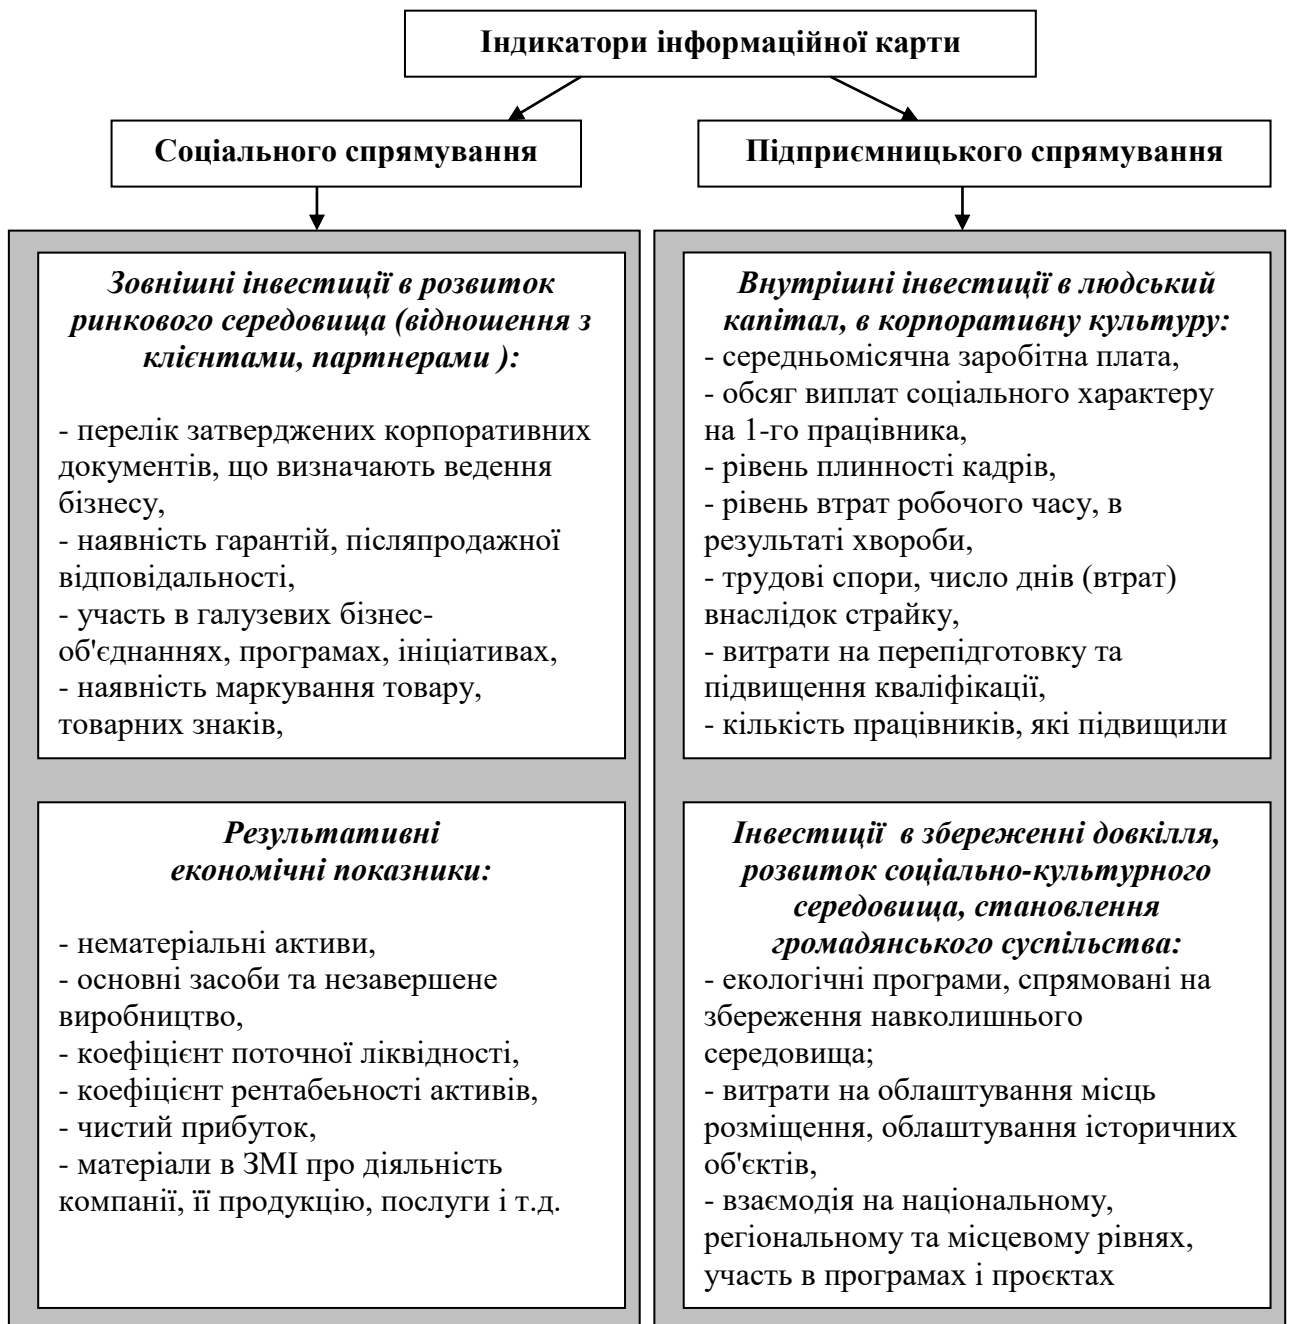 Індикатори інформаційної карти
Соціального спрямування
Підприємницького спрямування
Зовнішні інвестиції в розвиток
ринкового середовища (відношення з
клієнтами, партнерами ):
- перелік затверджених корпоративних
документів, що визначають ведення
бізнесу,
- наявність гарантій, післяпродажної
відповідальності,
- участь в галузевих бізнес-
об'єднаннях, програмах, ініціативах,
- наявність маркування товару,
товарних знаків,
Внутрішні інвестиції в людський
капітал, в корпоративну культуру:
- середньомісячна заробітна плата,
- обсяг виплат соціального характеру
на 1-го працівника,
- рівень плинності кадрів,
- рівень втрат робочого часу, в
результаті хвороби,
- трудові спори, число днів (втрат)
внаслідок страйку,
- витрати на перепідготовку та
підвищення кваліфікації,
- кількість працівників, які підвищили
Результативні
економічні показники:
- нематеріальні активи,
- основні засоби та незавершене
виробництво,
- коефіцієнт поточної ліквідності,
- коефіцієнт рентабеьності активів,
- чистий прибуток,
- матеріали в ЗМІ про діяльність
компанії, її продукцію, послуги і т.д.
Інвестиції  в збереженні довкілля,
розвиток соціально-культурного
середовища, становлення
громадянського суспільства:
- екологічні програми, спрямовані на
збереження навколишнього
середовища;
- витрати на облаштування місць
розміщення, облаштування історичних
об'єктів,
- взаємодія на національному,
регіональному та місцевому рівнях,
участь в програмах і проєктах